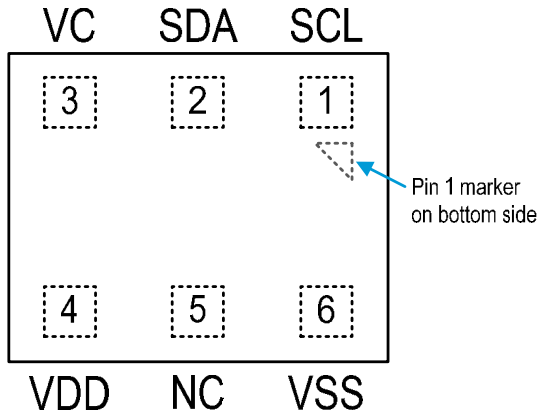 VC SDA SCL
3 2 1
Pin 1 marker
on bottom side
4 5 6
VDD NC VSS